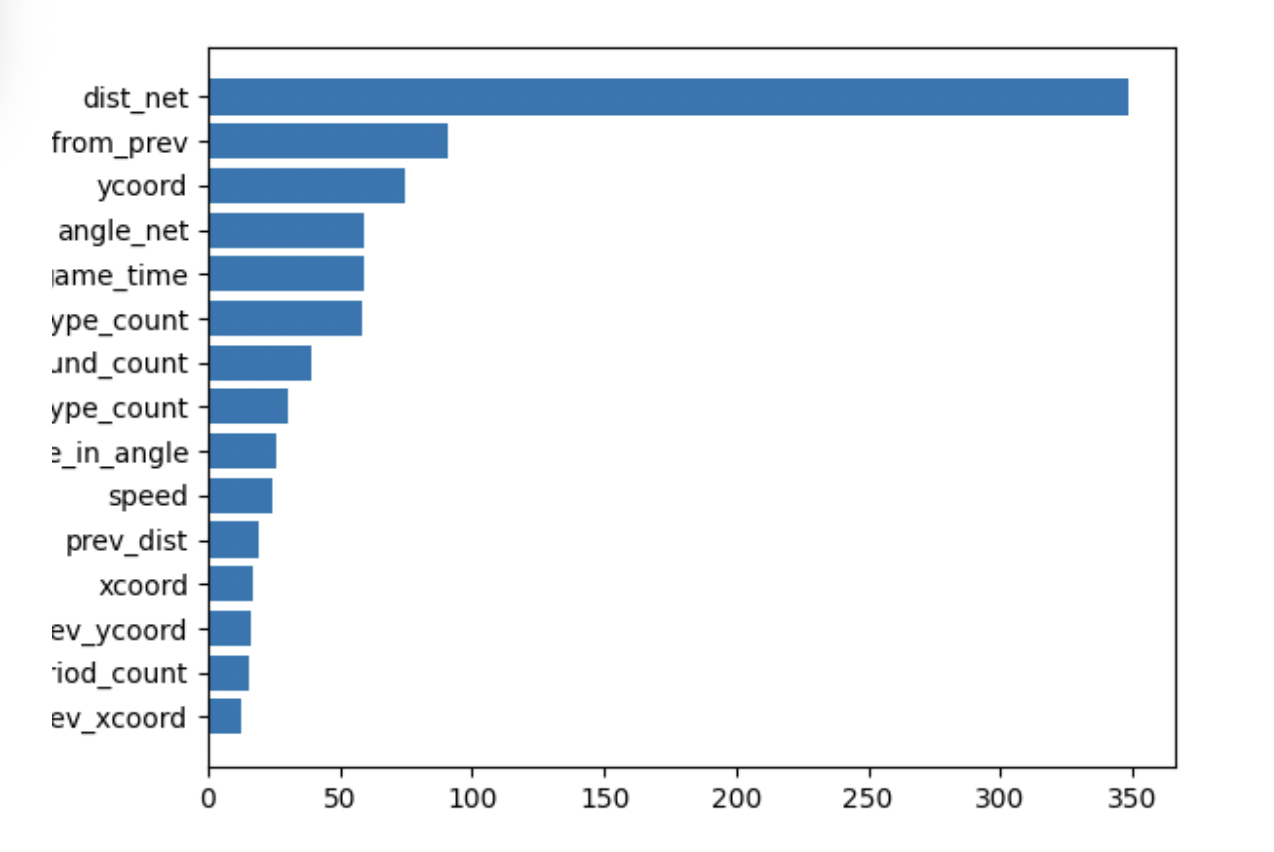 dist_net
from_prev
ycoord
angle_net
game_time
ype_count
und_count
ype_count
e_in_angle
speed
prev_dist
xcoord
ev_ycoord
riod_count
ev_xcoord
0 50 100 150 200 250 300 350